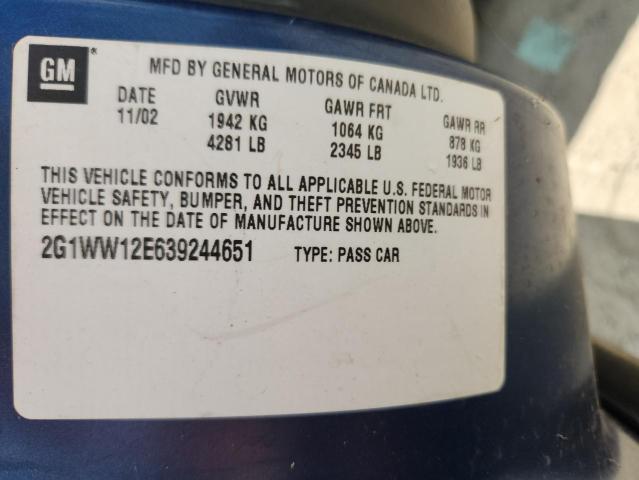 GM®
MFD BY GENERAL MOTORS OF CANADA LTD.
DATE GVWR GAWR FRT GAWR RR
11/02 1942 KG 1064 KG 878 KG
4281 LB 2345 LB 1936 LB
THIS VEHICLE CONFORMS TO ALL APPLICABLE U.S. FEDERAL MOTOR
VEHICLE SAFETY, BUMPER, AND THEFT PREVENTION STANDARDS IN
EFFECT ON THE DATE OF MANUFACTURE SHOWN ABOVE.
2G1WW12E639244651 TYPE: PASS CAR